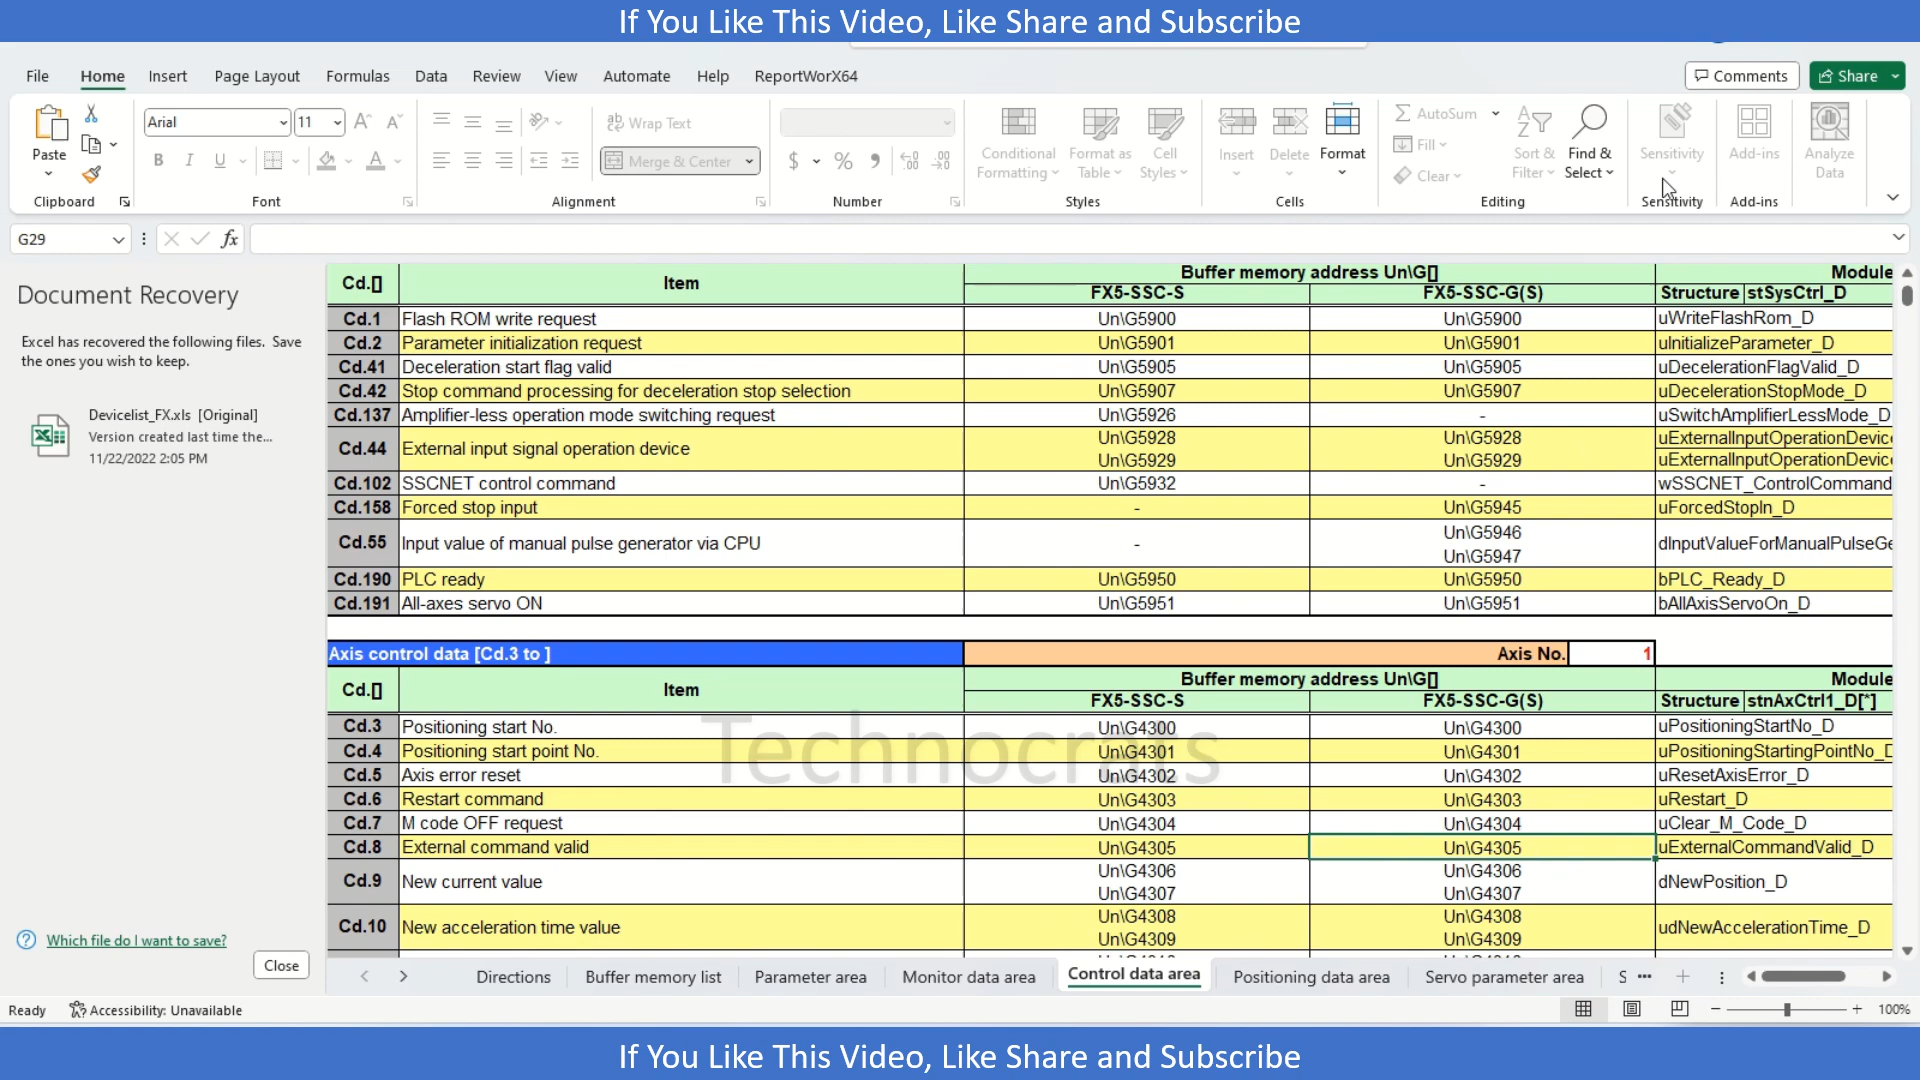 If You Like This Video, Like Share and Subscribe
File Home Insert Page Layout Formulas Data Review View Automate Help ReportWorX64 Comments Share
Paste
Clipboard
Arial 11
B I U
Font
Wrap Text
Merge & Center
Alignment
$ % 9
Number
Conditional Formatting
Format as Table
Cell Styles
Styles
Insert Delete Format
Cells
AutoSum
Fill
Clear
Sort & Filter
Find & Select
Editing
Sensitivity
Sensitivity
Add-ins
Add-ins
Analyze Data
G29 fx
Document Recovery
Excel has recovered the following files. Save
the ones you wish to keep.
Devicelist_FX.xls [Original]
Version created last time the...
11/22/2022 2:05 PM
Which file do I want to save?
Close
Cd.[] Item Buffer memory address Un\G[] Module
FX5-SSC-S FX5-SSC-G(S) Structure stSysCtrl_D
Cd.1 Flash ROM write request Un\G5900 Un\G5900 uWriteFlashRom_D
Cd.2 Parameter initialization request Un\G5901 Un\G5901 uInitializeParameter_D
Cd.41 Deceleration start flag valid Un\G5905 Un\G5905 uDecelerationFlagValid_D
Cd.42 Stop command processing for deceleration stop selection Un\G5907 Un\G5907 uDecelerationStopMode_D
Cd.137 Amplifier-less operation mode switching request Un\G5926 - uSwitchAmplifierLessMode_D
Cd.44 External input signal operation device Un\G5928 Un\G5928 uExternalInputOperationDevic
Un\G5929 Un\G5929 uExternalInputOperationDevic
Cd.102 SSCNET control command Un\G5932 - wSSCNET_ControlCommand
Cd.158 Forced stop input - Un\G5945 uForcedStopIn_D
Cd.55 Input value of manual pulse generator via CPU - Un\G5946 dInputValueForManualPulseGe
Un\G5947
Cd.190 PLC ready Un\G5950 Un\G5950 bPLC_Ready_D
Cd.191 All-axes servo ON Un\G5951 Un\G5951 bAllAxisServoOn_D
Axis control data [Cd.3 to ] Axis No. 1
Cd.[] Item Buffer memory address Un\G[] Module
FX5-SSC-S FX5-SSC-G(S) Structure stnAxCtrl1_D[*]
Cd.3 Positioning start No. Un\G4300 Un\G4300 uPositioningStartNo_D
Cd.4 Positioning start point No. Un\G4301 Un\G4301 uPositioningStartingPointNo_D
Cd.5 Axis error reset Un\G4302 Un\G4302 uResetAxisError_D
Cd.6 Restart command Un\G4303 Un\G4303 uRestart_D
Cd.7 M code OFF request Un\G4304 Un\G4304 uClear_M_Code_D
Cd.8 External command valid Un\G4305 Un\G4305 uExternalCommandValid_D
Cd.9 New current value Un\G4306 Un\G4306 dNewPosition_D
Un\G4307 Un\G4307
Cd.10 New acceleration time value Un\G4308 Un\G4308 udNewAccelerationTime_D
Un\G4309 Un\G4309
Technocrats
Directions Buffer memory list Parameter area Monitor data area Control data area Positioning data area Servo parameter area S ...
Ready Accessibility: Unavailable 100%
If You Like This Video, Like Share and Subscribe